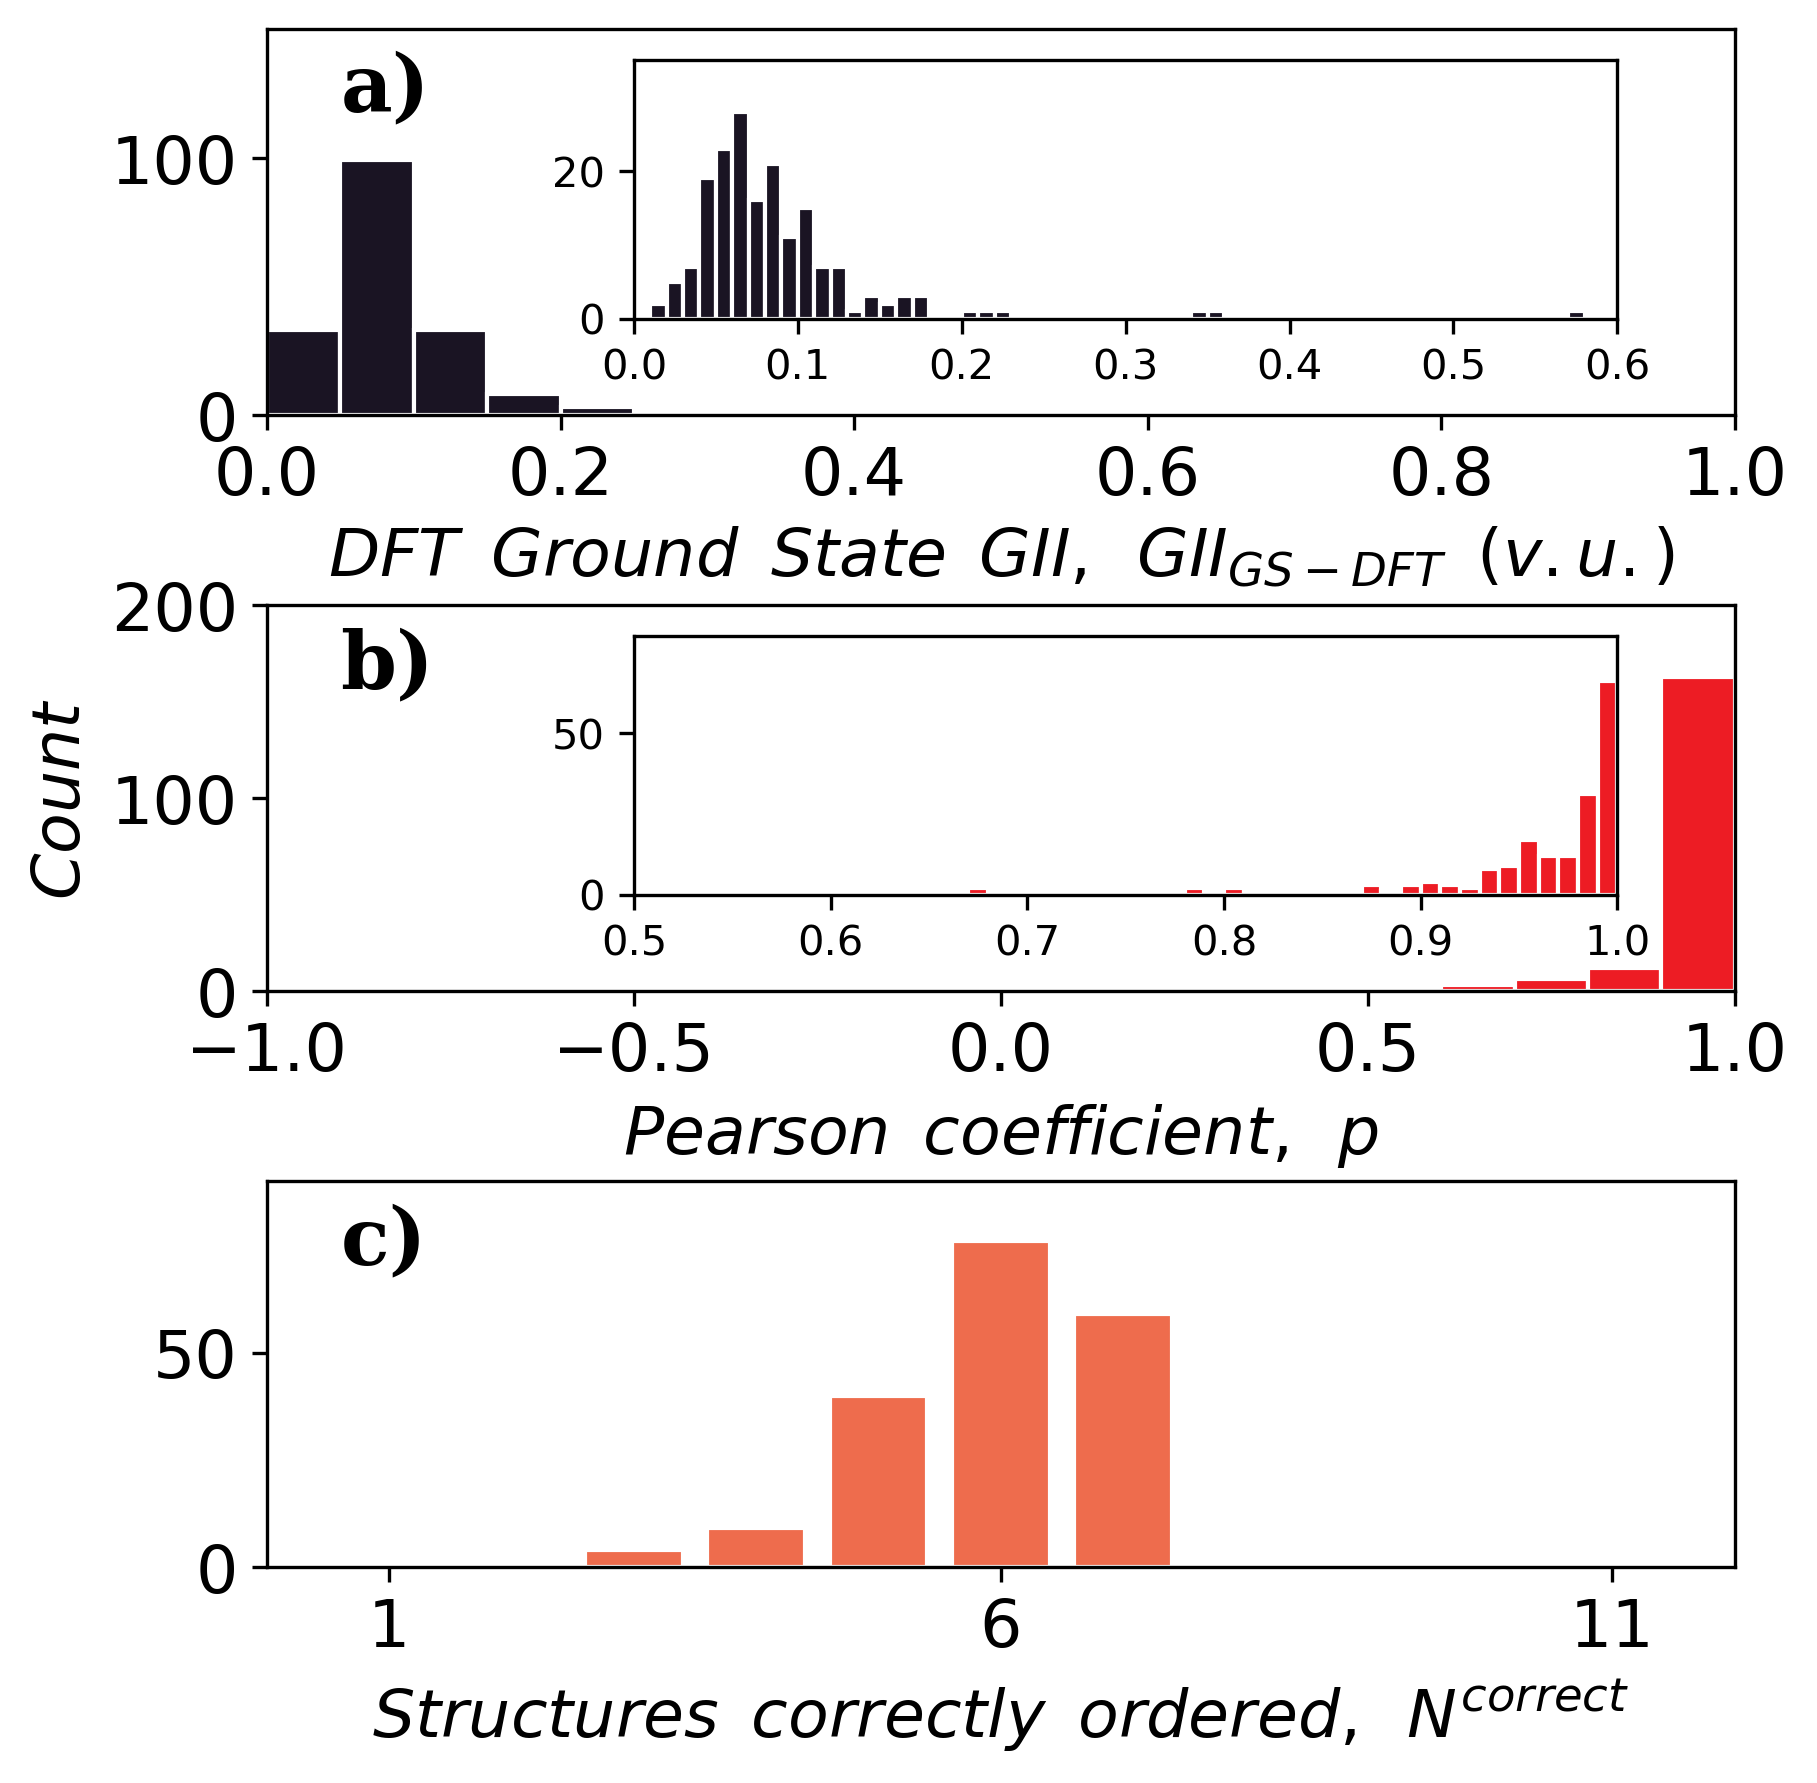 a)
100
0
20
0
0.0 0.1 0.2 0.3 0.4 0.5 0.6
0.0 0.2 0.4 0.6 0.8 1.0
DFT Ground State GII, GII_{GS−DFT} (v.u.)
Count
b)
200
100
0
50
0
0.5 0.6 0.7 0.8 0.9 1.0
−1.0 −0.5 0.0 0.5 1.0
Pearson coefficient, p
c)
50
0
1 6 11
Structures correctly ordered, N^{correct}